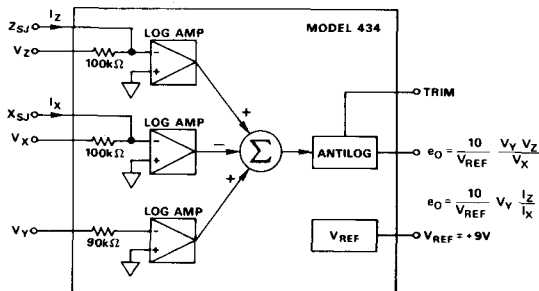 Z_SJ I_Z
V_Z
100kΩ
LOG AMP
MODEL 434
- +
X_SJ I_X
V_X
100kΩ
LOG AMP
- +
V_Y
90kΩ
LOG AMP
- +
+ - +
Σ
ANTILOG
TRIM
e_O = 10/V_REF V_Y V_Z/V_X
e_O = 10/V_REF V_Y I_Z/I_X
V_REF
V_REF = +9V